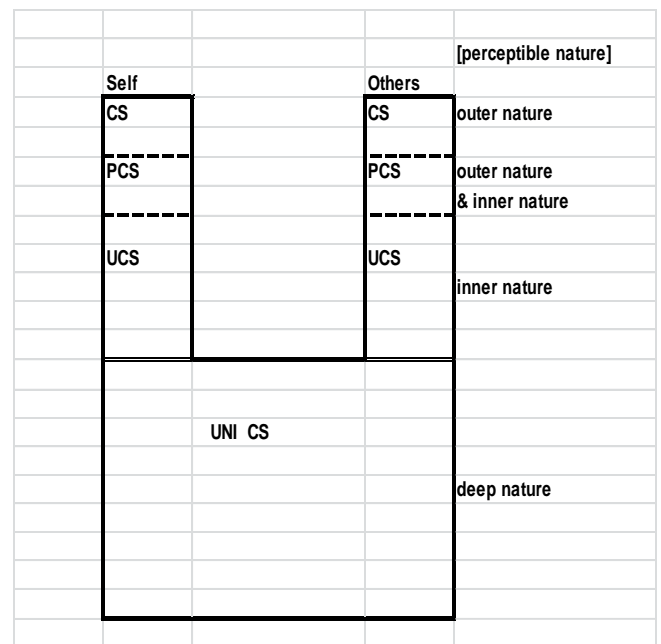 [perceptible nature]
Self Others
CS CS outer nature
PCS PCS outer nature
& inner nature
UCS UCS
inner nature
UNI CS
deep nature